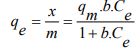 q_e = x/m = q_m.b.C_e/1+b.C_e